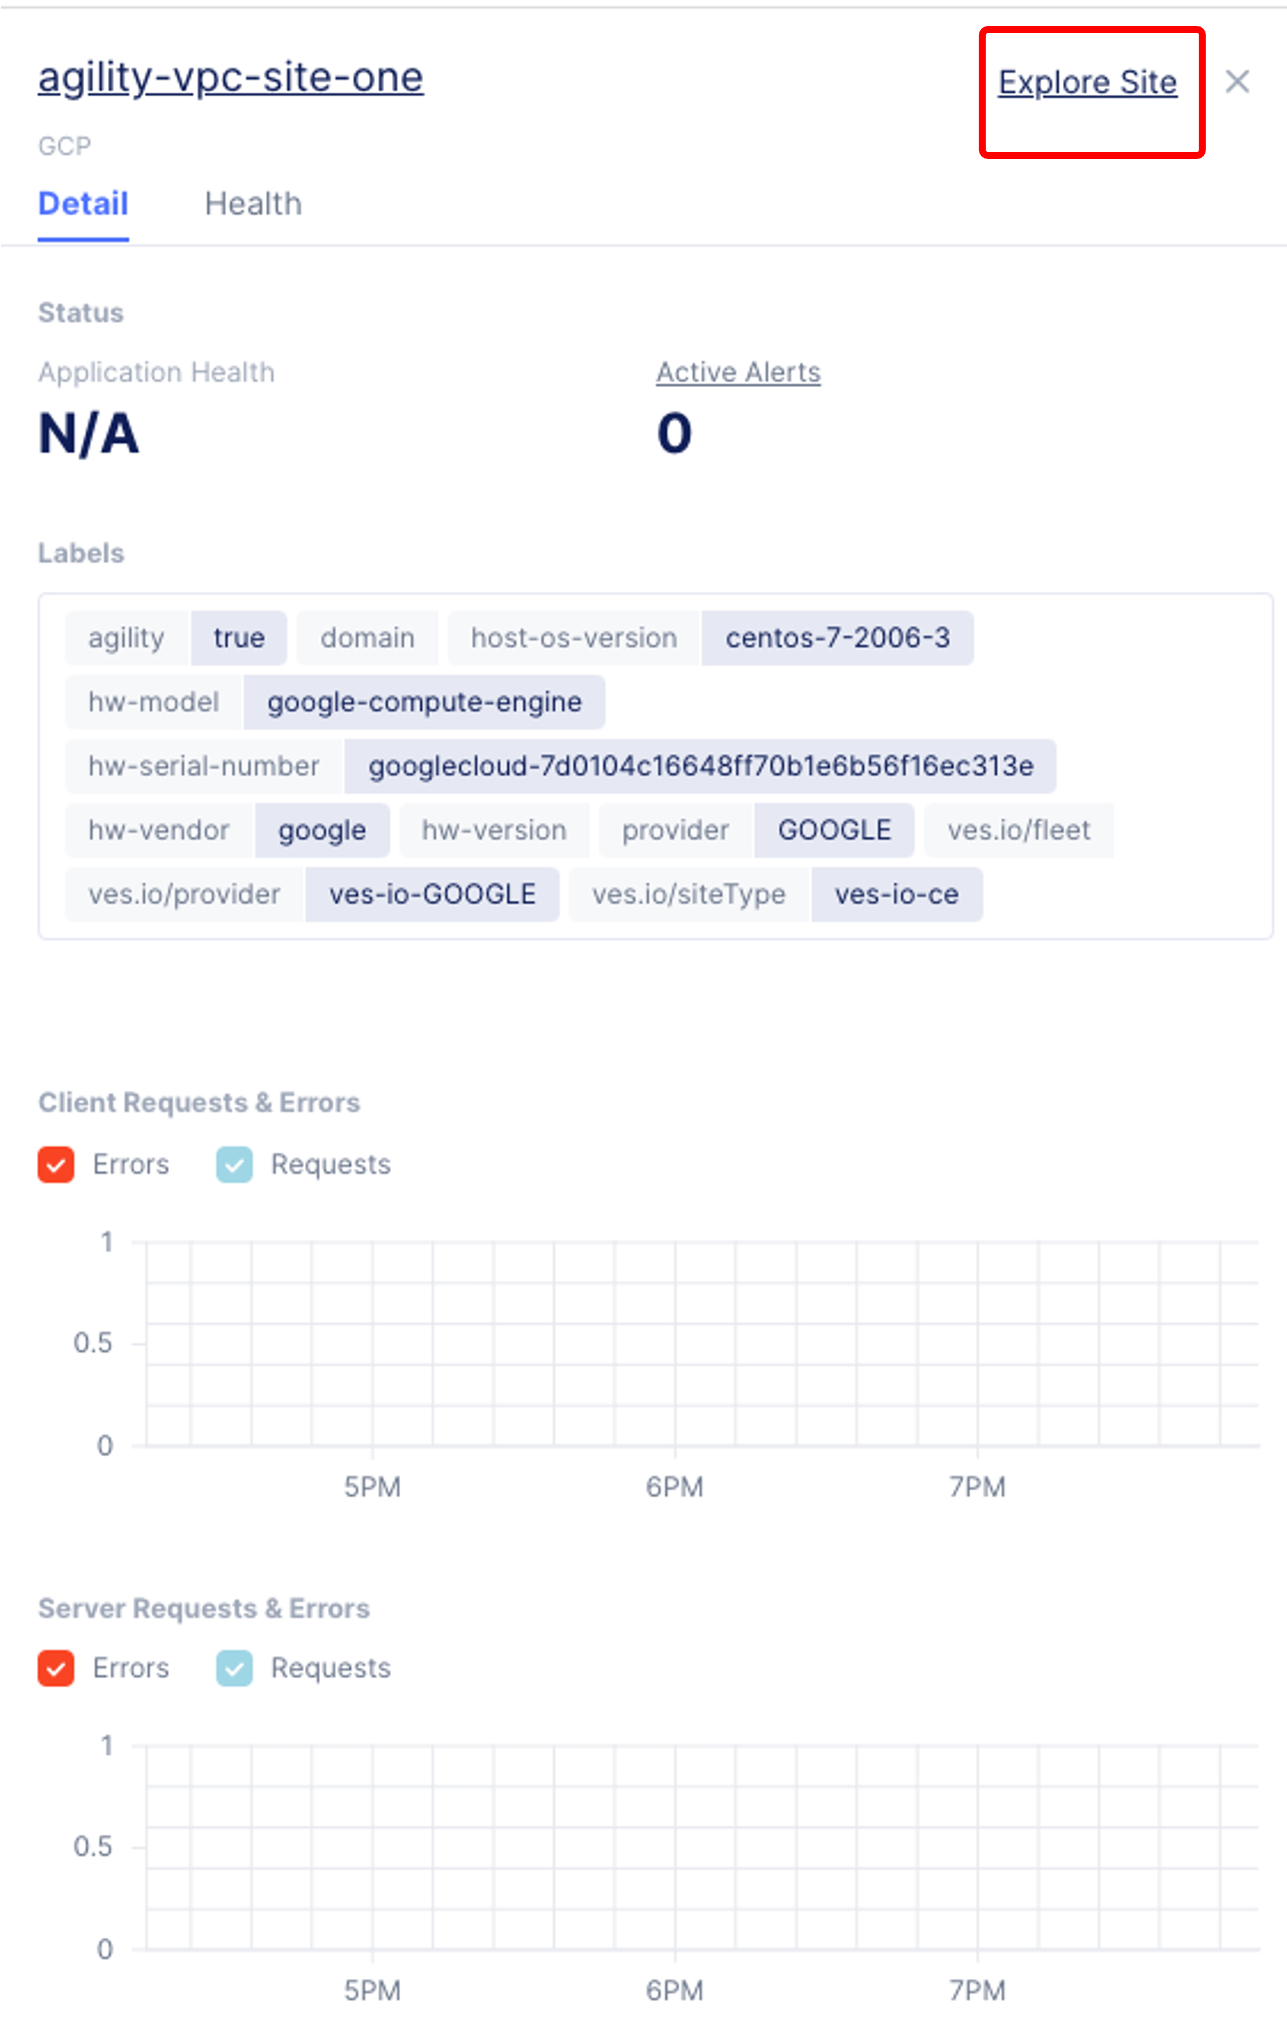 agility-vpc-site-one
Explore Site
GCP
Detail Health
Status
Application Health Active Alerts
N/A 0
Labels
agility true domain host-os-version centos-7-2006-3
hw-model google-compute-engine
hw-serial-number googlecloud-7d0104c16648ff70b1e6b56f16ec313e
hw-vendor google hw-version provider GOOGLE ves.io/fleet
ves.io/provider ves-io-GOOGLE ves.io/siteType ves-io-ce
Client Requests & Errors
Errors Requests
1
0.5
0
5PM 6PM 7PM
Server Requests & Errors
Errors Requests
1
0.5
0
5PM 6PM 7PM